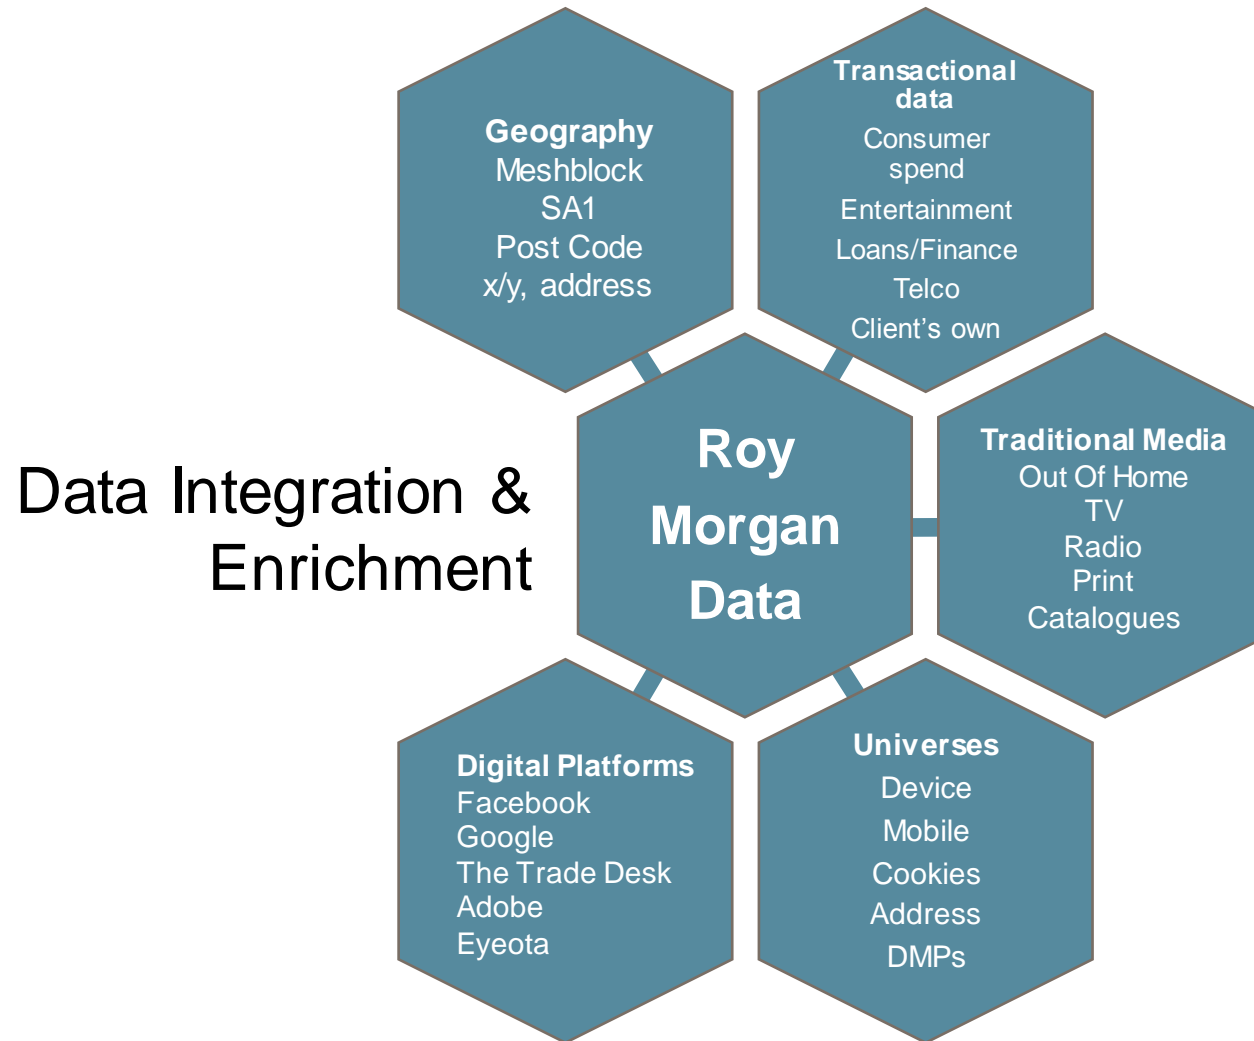 Geography
Meshblock
SA1
Post Code
x/y, address
Transactional
data
Consumer
spend
Entertainment
Loans/Finance
Telco
Client's own
Data Integration &
Enrichment
Roy
Morgan
Data
Traditional Media
Out Of Home
TV
Radio
Print
Catalogues
Digital Platforms
Facebook
Google
The Trade Desk
Adobe
Eyeota
Universes
Device
Mobile
Cookies
Address
DMPs